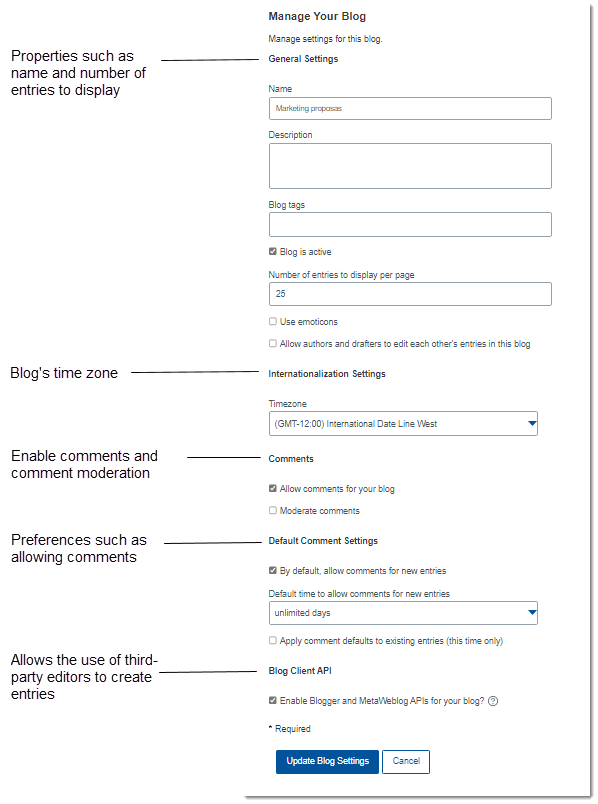 Manage Your Blog
Manage settings for this blog.
Properties such as
name and number of
entries to display
General Settings
Name
Marketing proposas
Description
Blog tags
Blog is active
Number of entries to display per page
25
Use emoticons
Allow authors and drafters to edit each other's entries in this blog
Blog's time zone
Internationalization Settings
Timezone
(GMT-12:00) International Date Line West
Enable comments and
comment moderation
Comments
Allow comments for your blog
Moderate comments
Preferences such as
allowing comments
Default Comment Settings
By default, allow comments for new entries
Default time to allow comments for new entries
unlimited days
Apply comment defaults to existing entries (this time only)
Allows the use of third-
party editors to create
entries
Blog Client API
Enable Blogger and MetaWeblog APIs for your blog? ?
* Required
Update Blog Settings Cancel